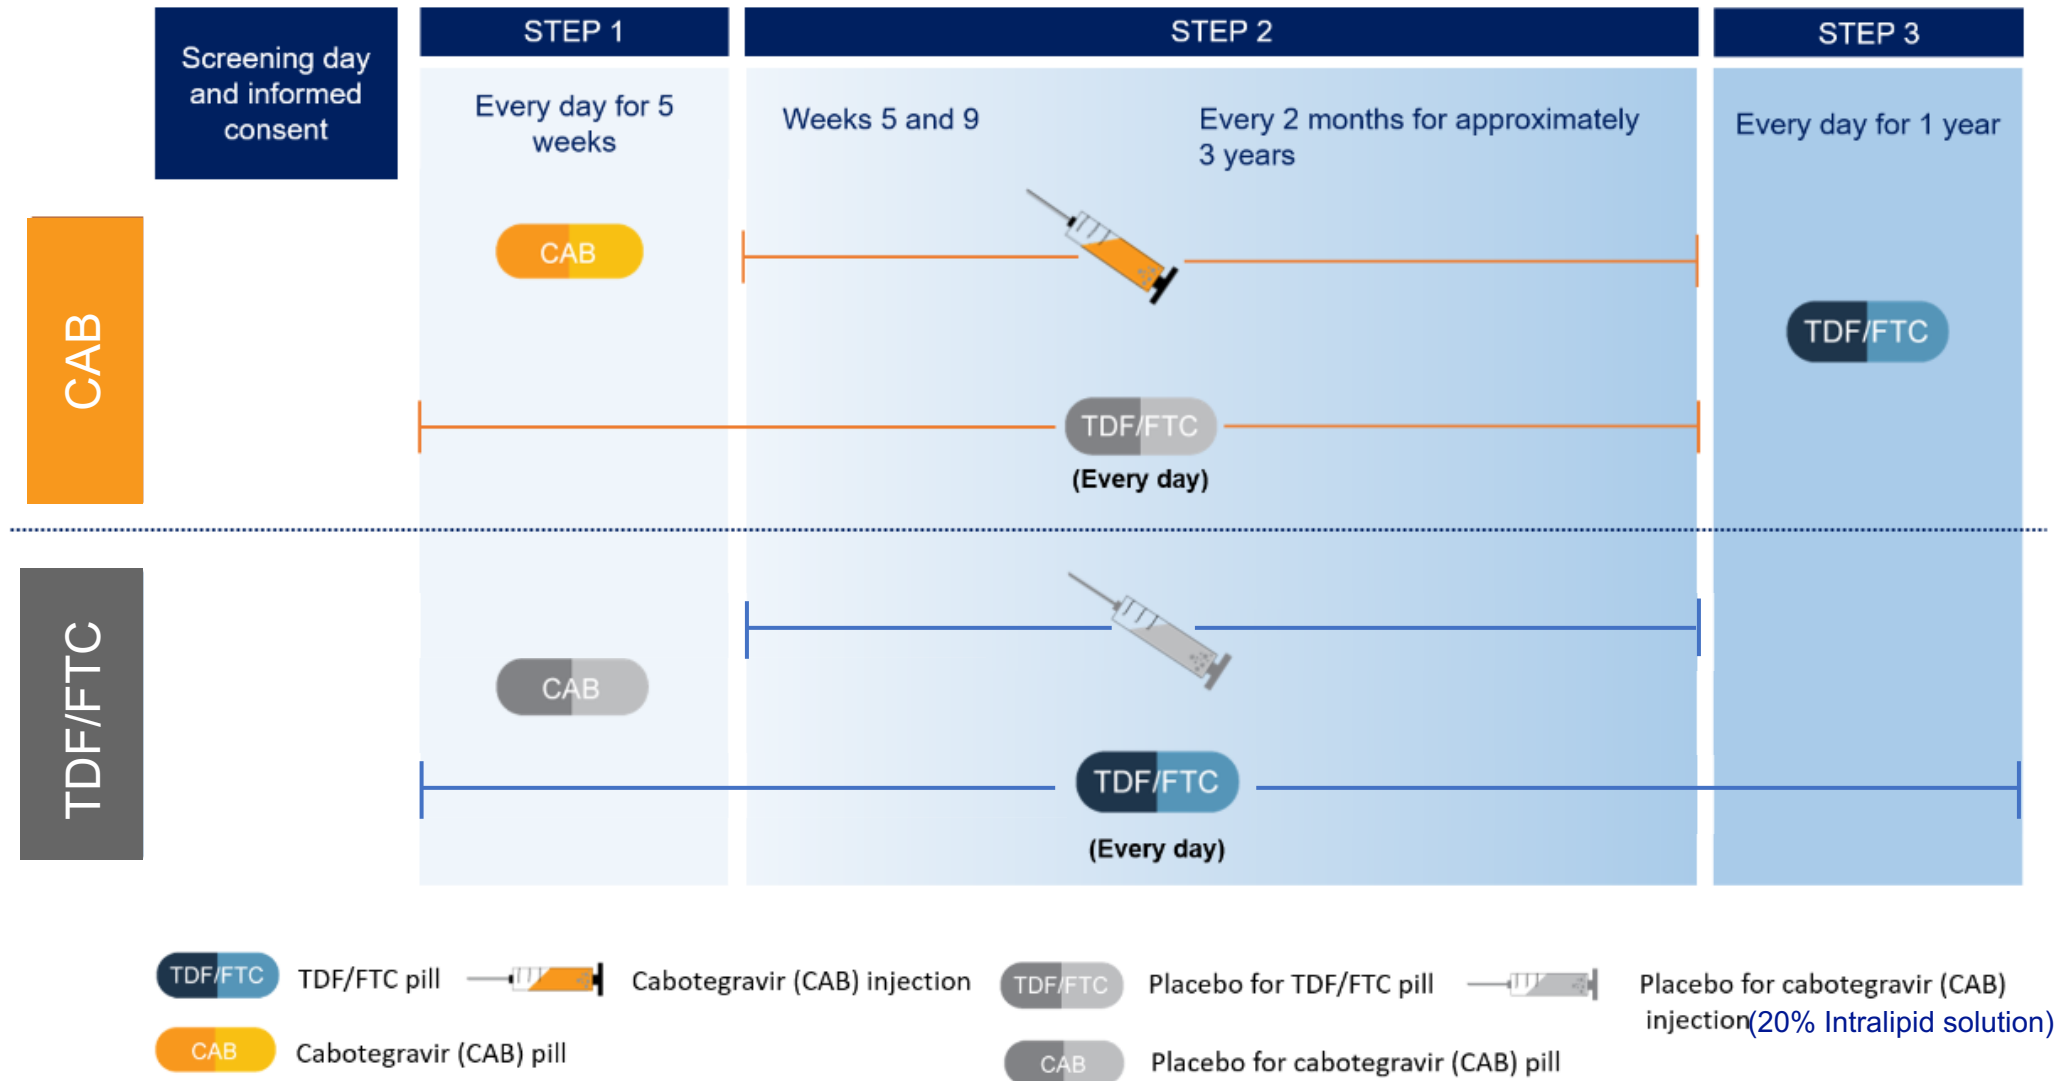 Screening day
and informed
consent
STEP 1
STEP 2
STEP 3
Every day for 5
weeks
Weeks 5 and 9
Every 2 months for approximately
3 years
Every day for 1 year
CAB
CAB
TDF/FTC
TDF/FTC
(Every day)
TDF/FTC
CAB
TDF/FTC
(Every day)
TDF/FTC
TDF/FTC pill
Cabotegravir (CAB) injection
TDF/FTC
Placebo for TDF/FTC pill
Placebo for cabotegravir (CAB)
injection(20% Intralipid solution)
CAB
Cabotegravir (CAB) pill
CAB
Placebo for cabotegravir (CAB) pill